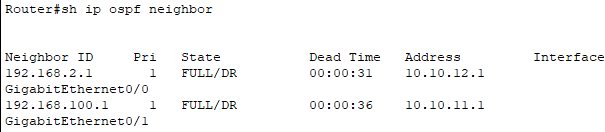 Router#sh ip ospf neighbor
Neighbor ID     Pri   State           Dead Time   Address         Interface
192.168.2.1       1   FULL/DR         00:00:31    10.10.12.1
GigabitEthernet0/0
192.168.100.1     1   FULL/DR         00:00:36    10.10.11.1
GigabitEthernet0/1